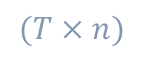 (T × n)